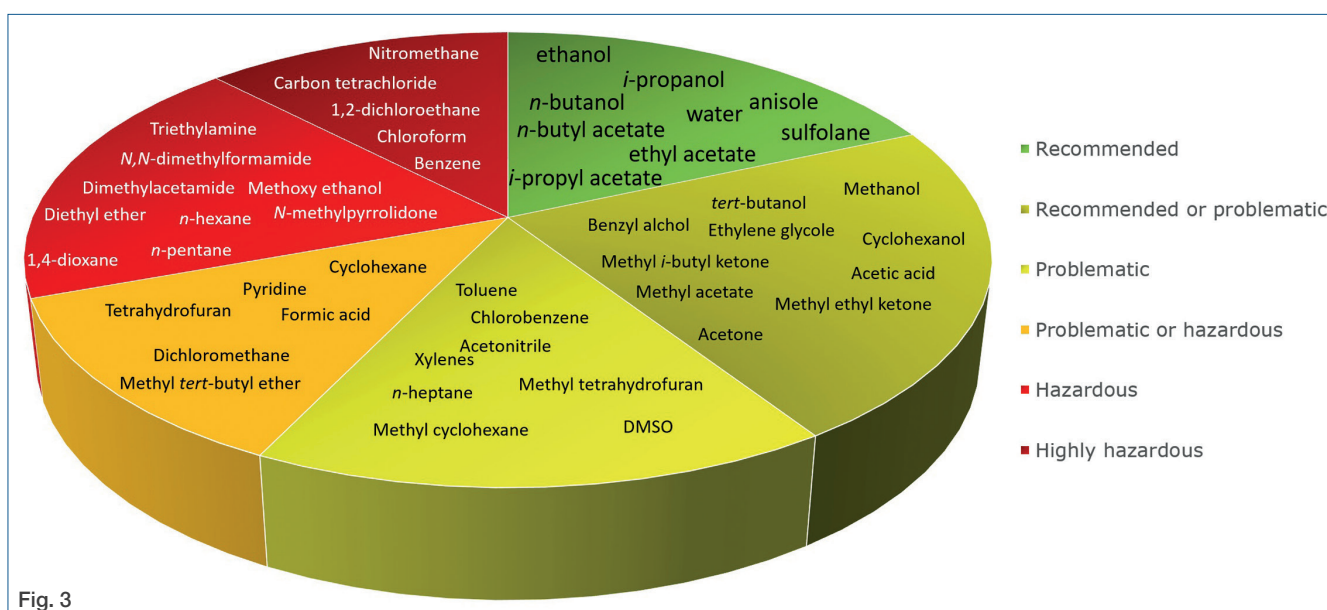 Nitromethane
Carbon tetrachloride
1,2-dichloroethane
Chloroform
Benzene
ethanol
i-propanol
n-butanol
water
anisole
n-butyl acetate
sulfolane
ethyl acetate
i-propyl acetate
Triethylamine
N,N-dimethylformamide
Dimethylacetamide
Methoxy ethanol
Diethyl ether
n-hexane
N-methylpyrrolidone
1,4-dioxane
n-pentane
Methanol
tert-butanol
Benzyl alchol
Ethylene glycole
Cyclohexanol
Methyl i-butyl ketone
Acetic acid
Methyl acetate
Methyl ethyl ketone
Acetone
Cyclohexane
Pyridine
Tetrahydrofuran
Formic acid
Dichloromethane
Methyl tert-butyl ether
Toluene
Chlorobenzene
Acetonitrile
Xylenes
n-heptane
Methyl tetrahydrofuran
Methyl cyclohexane
DMSO
Recommended
Recommended or problematic
Problematic
Problematic or hazardous
Hazardous
Highly hazardous
Fig. 3